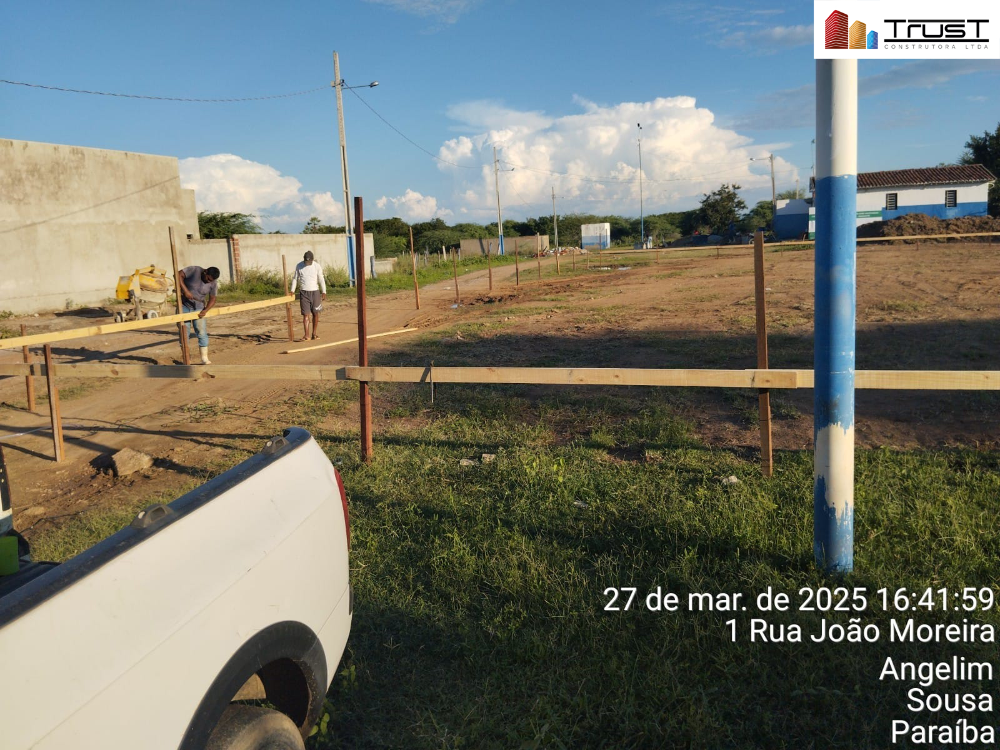 TRUST
CONSTRUTORA LTDA
27 de mar. de 2025 16:41:59
1 Rua João Moreira
Angelim
Sousa
Paraíba